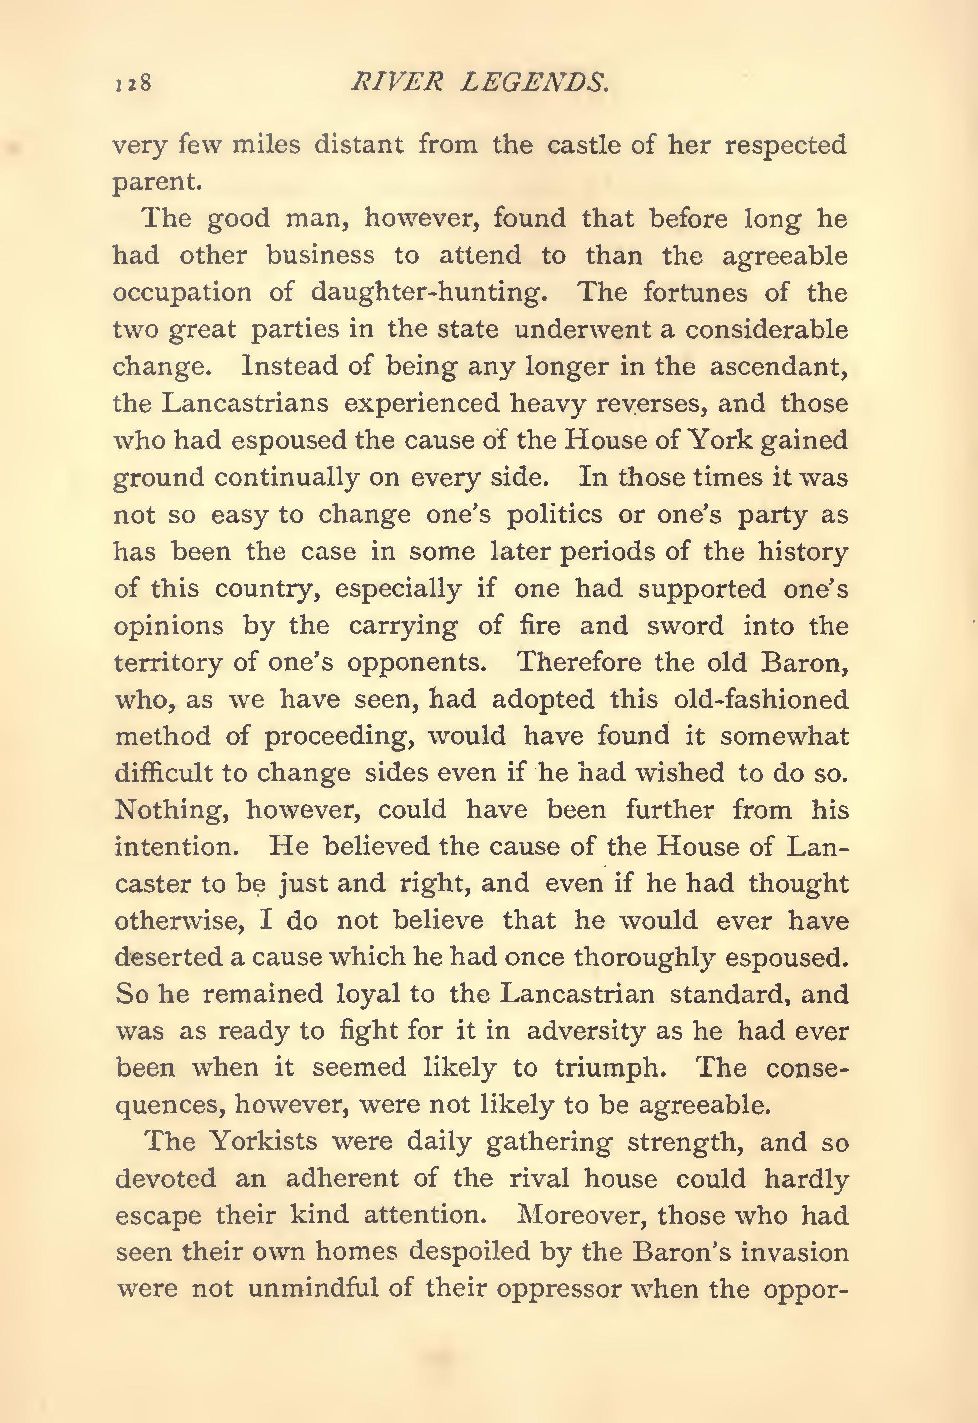 128 RIVER LEGENDS.
very few miles distant from the castle of her respected
parent.
The good man, however, found that before long he
had other business to attend to than the agreeable
occupation of daughter-hunting. The fortunes of the
two great parties in the state underwent a considerable
change. Instead of being any longer in the ascendant,
the Lancastrians experienced heavy reverses, and those
who had espoused the cause of the House of York gained
ground continually on every side. In those times it was
not so easy to change one's politics or one's party as
has been the case in some later periods of the history
of this country, especially if one had supported one's
opinions by the carrying of fire and sword into the
territory of one's opponents. Therefore the old Baron,
who, as we have seen, had adopted this old-fashioned
method of proceeding, would have found it somewhat
difficult to change sides even if he had wished to do so.
Nothing, however, could have been further from his
intention. He believed the cause of the House of Lan-
caster to be just and right, and even if he had thought
otherwise, I do not believe that he would ever have
deserted a cause which he had once thoroughly espoused.
So he remained loyal to the Lancastrian standard, and
was as ready to fight for it in adversity as he had ever
been when it seemed likely to triumph. The conse-
quences, however, were not likely to be agreeable.
The Yorkists were daily gathering strength, and so
devoted an adherent of the rival house could hardly
escape their kind attention. Moreover, those who had
seen their own homes despoiled by the Baron's invasion
were not unmindful of their oppressor when the oppor-